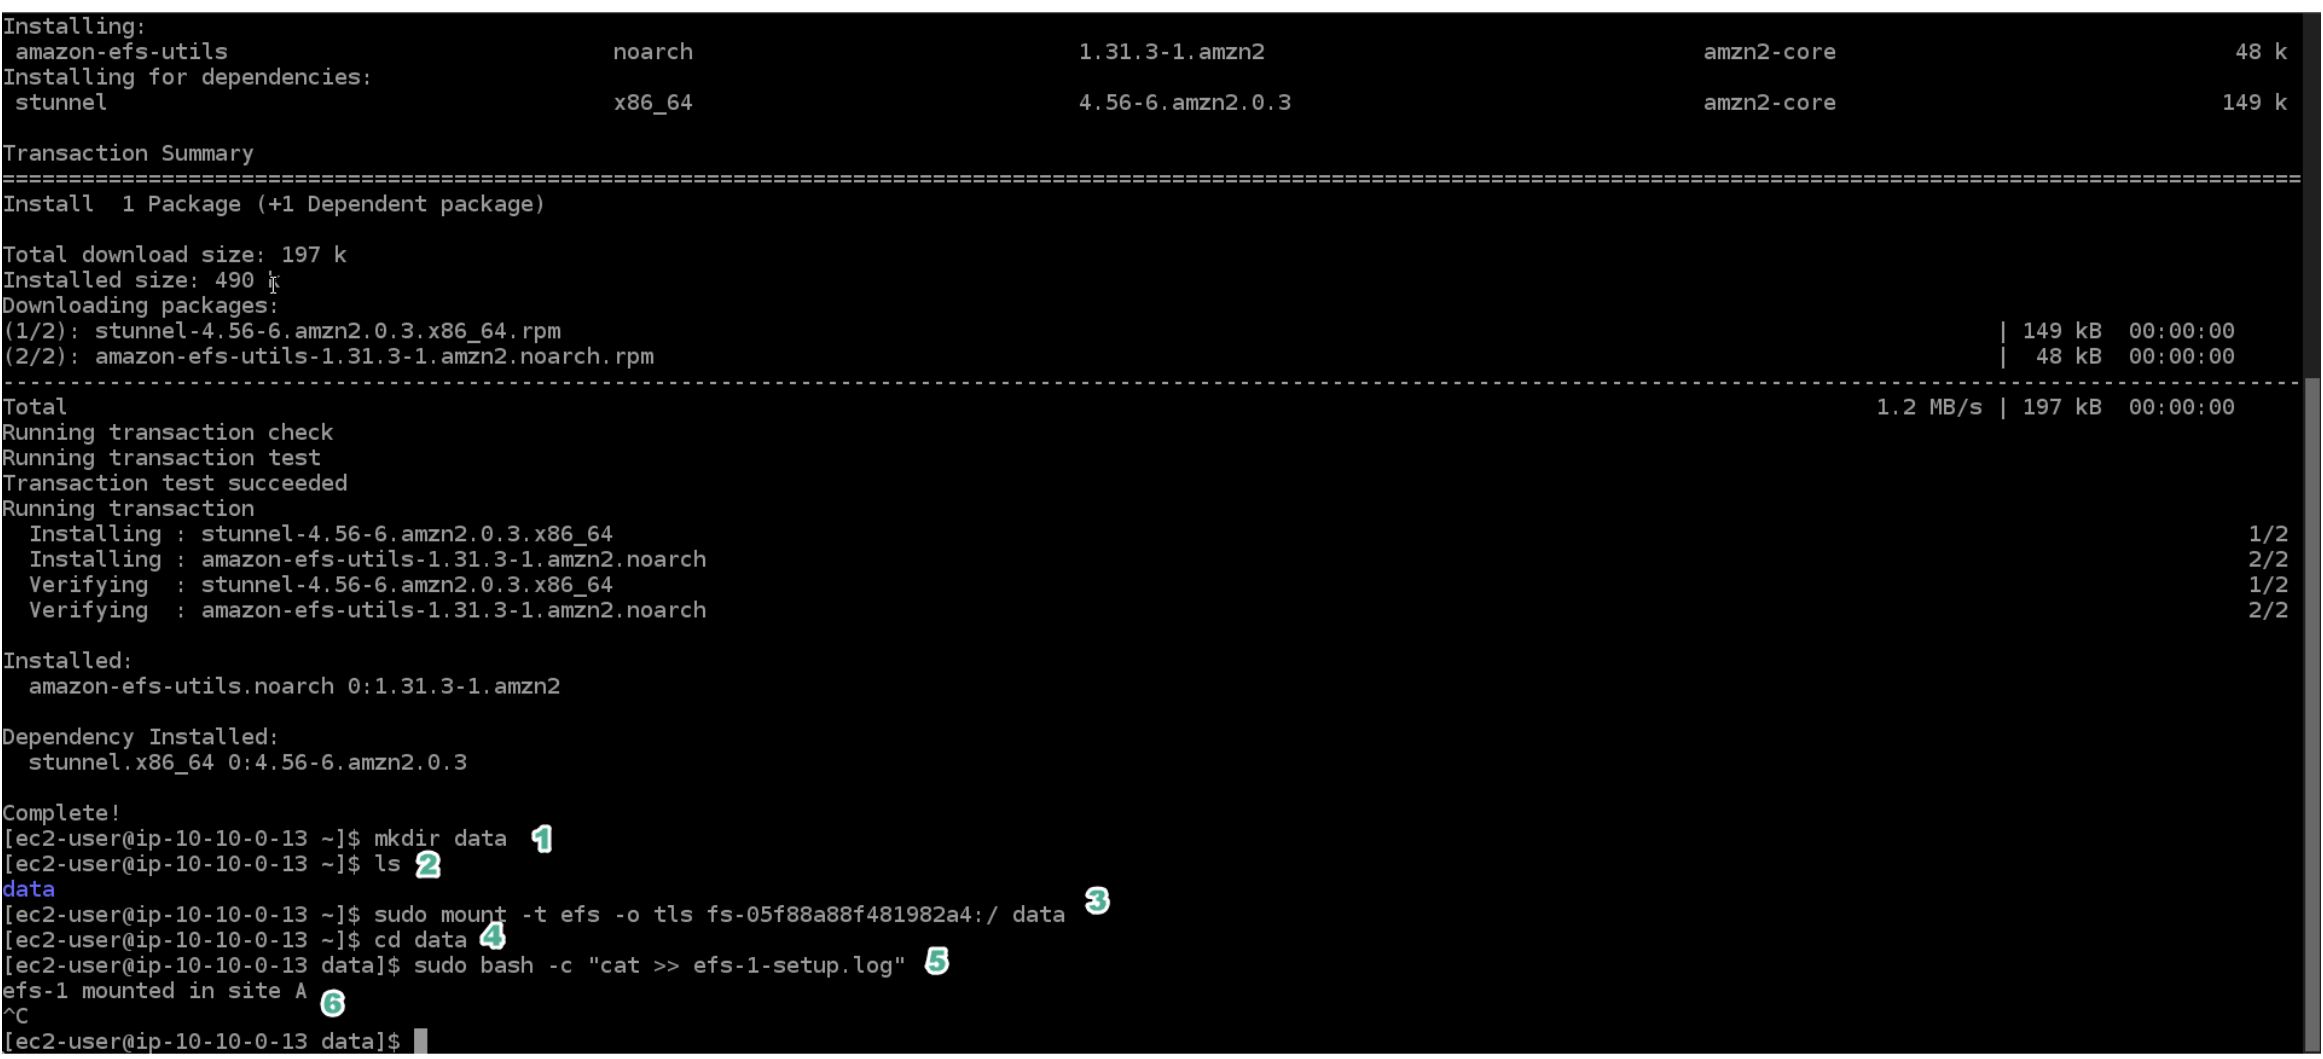 Installing:
amazon-efs-utils noarch 1.31.3-1.amzn2 amzn2-core 48 k
Installing for dependencies:
stunnel x86_64 4.56-6.amzn2.0.3 amzn2-core 149 k
Transaction Summary
================================================================================
Install  1 Package (+1 Dependent package)
Total download size: 197 k
Installed size: 490 k
Downloading packages:
(1/2): stunnel-4.56-6.amzn2.0.3.x86_64.rpm | 149 kB  00:00:00
(2/2): amazon-efs-utils-1.31.3-1.amzn2.noarch.rpm |  48 kB  00:00:00
--------------------------------------------------------------------------------
Total 1.2 MB/s | 197 kB  00:00:00
Running transaction check
Running transaction test
Transaction test succeeded
Running transaction
Installing : stunnel-4.56-6.amzn2.0.3.x86_64 1/2
Installing : amazon-efs-utils-1.31.3-1.amzn2.noarch 2/2
Verifying  : stunnel-4.56-6.amzn2.0.3.x86_64 1/2
Verifying  : amazon-efs-utils-1.31.3-1.amzn2.noarch 2/2
Installed:
amazon-efs-utils.noarch 0:1.31.3-1.amzn2
Dependency Installed:
stunnel.x86_64 0:4.56-6.amzn2.0.3
Complete!
[ec2-user@ip-10-10-0-13 ~]$ mkdir data 1
[ec2-user@ip-10-10-0-13 ~]$ ls 2
data
[ec2-user@ip-10-10-0-13 ~]$ sudo mount -t efs -o tls fs-05f88a88f481982a4:/ data 3
[ec2-user@ip-10-10-0-13 ~]$ cd data 4
[ec2-user@ip-10-10-0-13 data]$ sudo bash -c "cat >> efs-1-setup.log" 5
efs-1 mounted in site A 6
^C
[ec2-user@ip-10-10-0-13 data]$